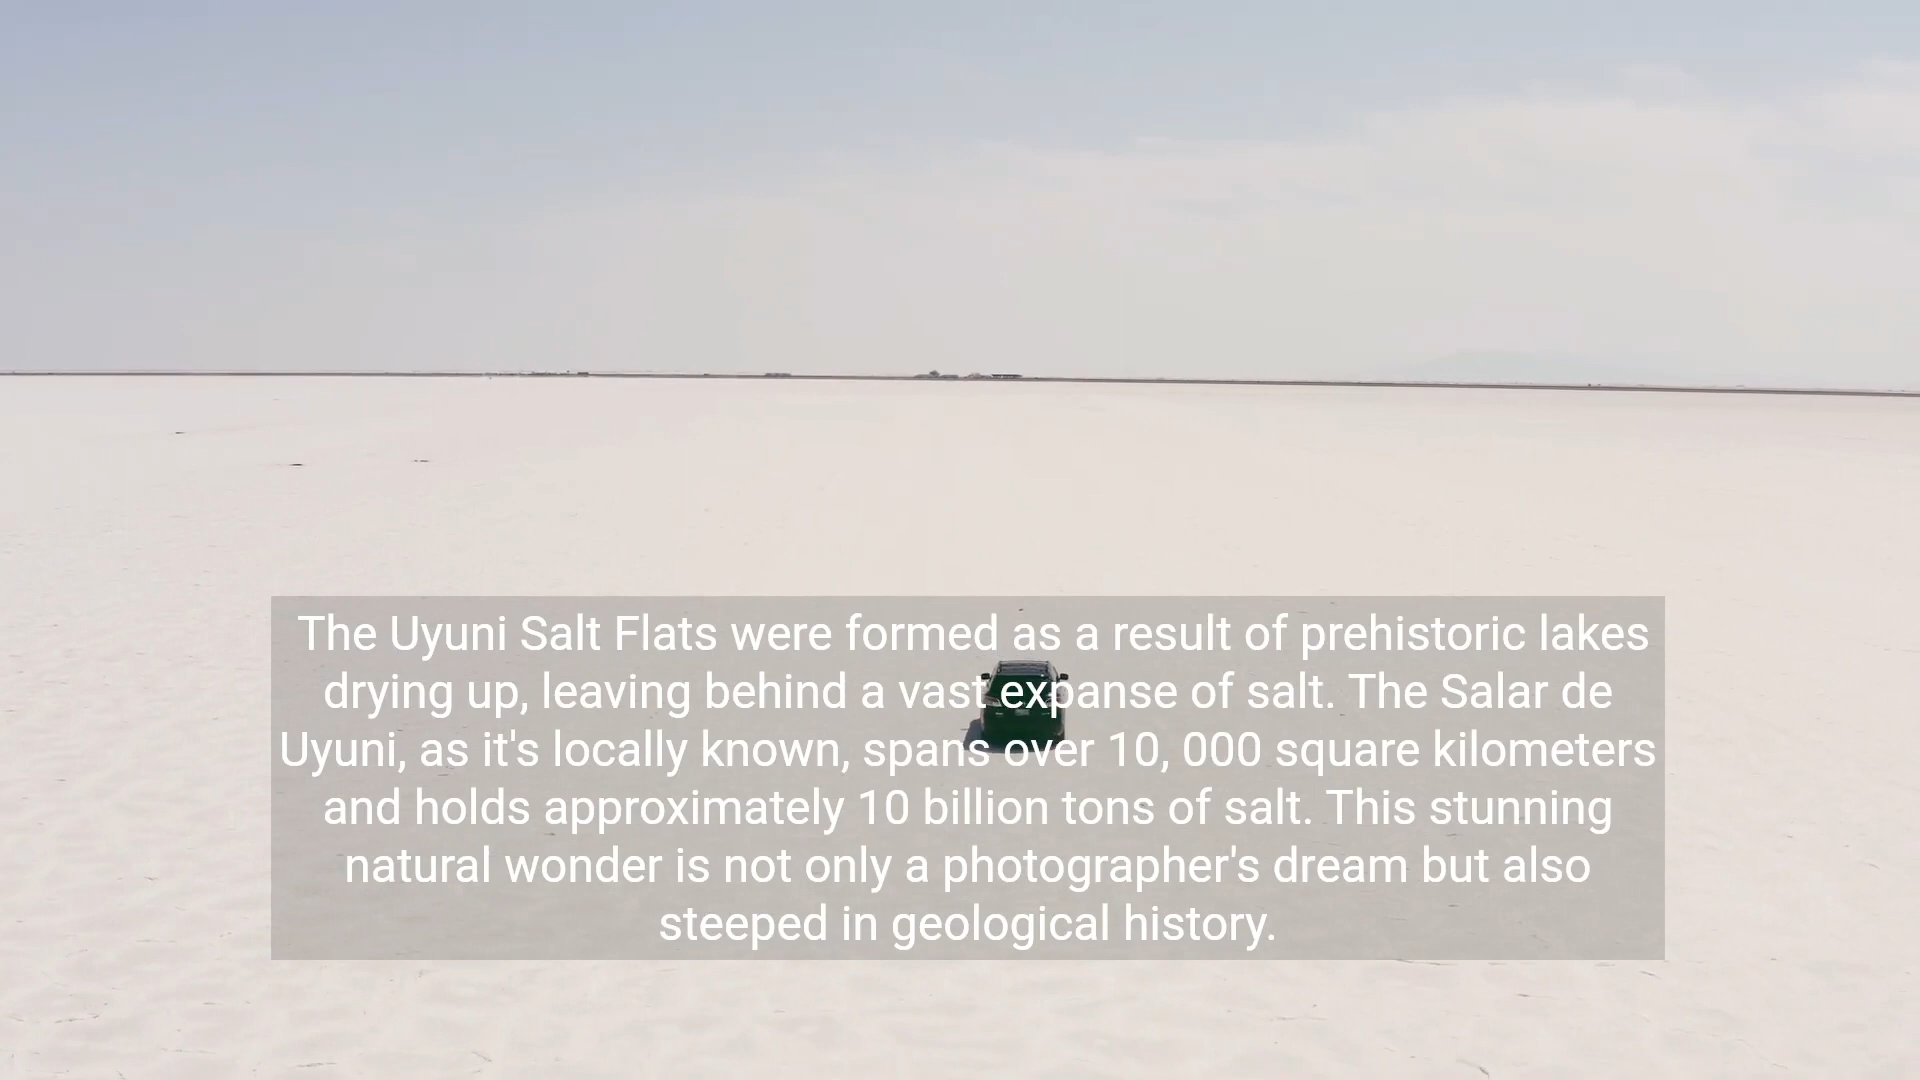 The Uyuni Salt Flats were formed as a result of prehistoric lakes
drying up, leaving behind a vast expanse of salt. The Salar de
Uyuni, as it's locally known, spans over 10, 000 square kilometers
and holds approximately 10 billion tons of salt. This stunning
natural wonder is not only a photographer's dream but also
steeped in geological history.